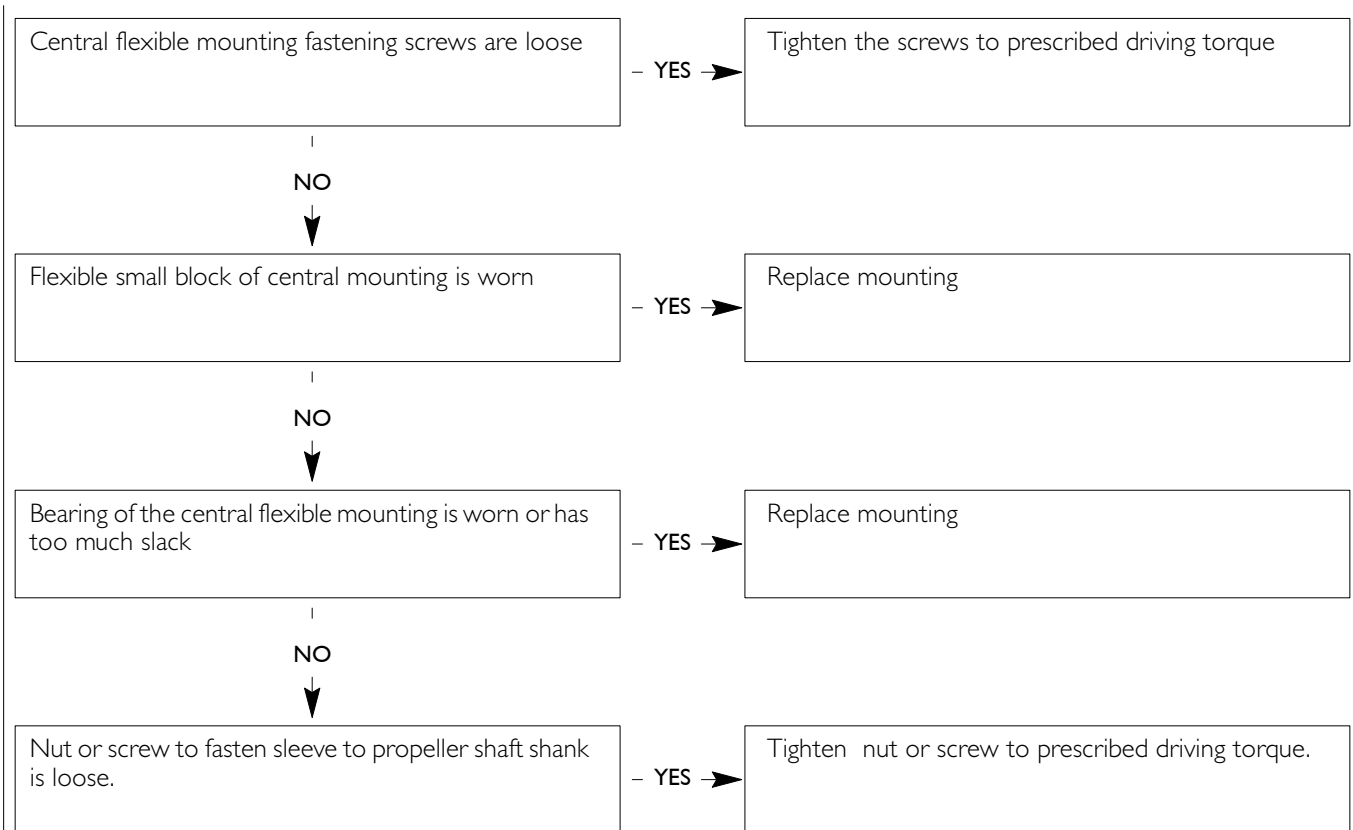 Central flexible mounting fastening screws are loose
YES
Tighten the screws to prescribed driving torque
NO
Flexible small block of central mounting is worn
YES
Replace mounting
NO
Bearing of the central flexible mounting is worn or has
too much slack
YES
Replace mounting
NO
Nut or screw to fasten sleeve to propeller shaft shank
is loose.
YES
Tighten nut or screw to prescribed driving torque.